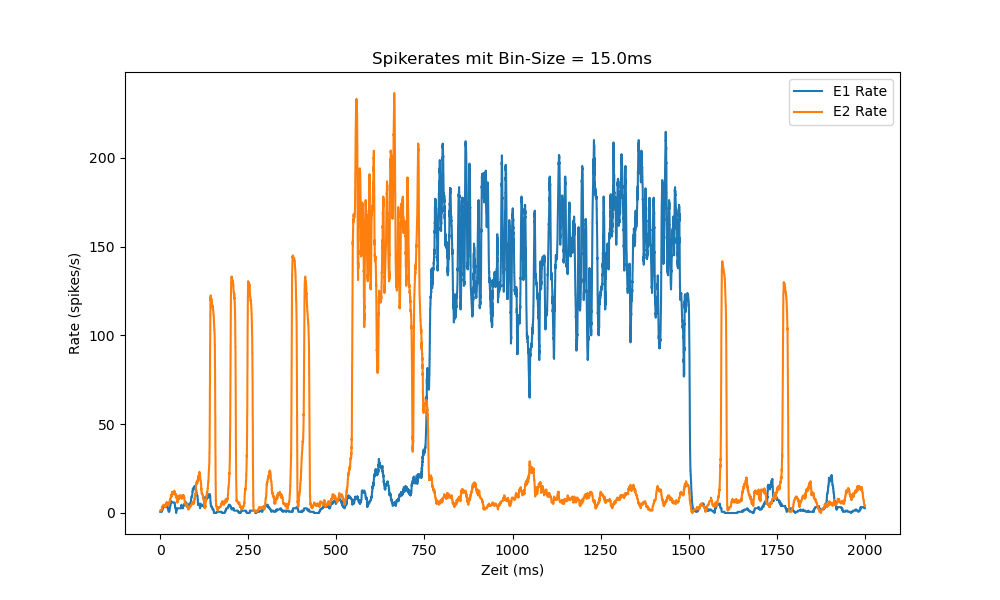 Spikerates mit Bin-Size = 15.0ms
E1 Rate
E2 Rate
Rate (spikes/s)
200
150
100
50
0
0 250 500 750 1000 1250 1500 1750 2000
Zeit (ms)